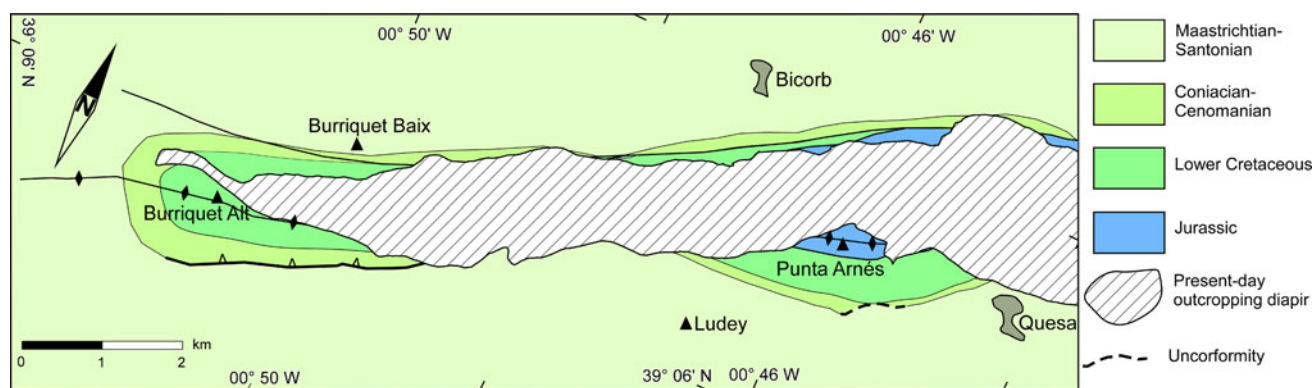 00° 50' W
00° 46' W
39° 06' N
N
Bicorb
Burriquet Baix
Burriquet Alt
Punta Arnés
Ludey
Quesa
km
0 1 2
00° 50 W
39° 06' N 00° 46' W
Maastrichtian-
Santonian
Coniacian-
Cenomanian
Lower Cretaceous
Jurassic
Present-day
outcropping diapir
Uncorformity